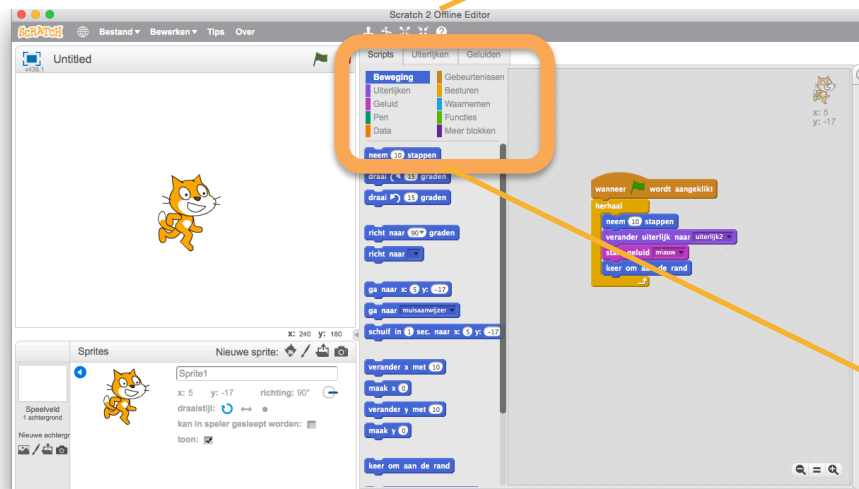 Scratch 2 Offline Editor
SCRATCH Bestand Bewerken Tips Over
v439.1 Untitled
Scripts Uiterlijken Geluiden
Beweging Gebeurtenissen
Uiterlijken Besturen
Geluid Waarnemen
Pen Functies
Data Meer blokken
neem 10 stappen
draai 15 graden
draai 15 graden
richt naar 90 graden
richt naar
ga naar x: 5 y: -17
ga naar muisaanwijzer
schuif in 1 sec. naar x: 5 y: -17
verander x met 10
maak x 0
verander y met 10
maak y 0
keer om aan de rand
x: 5
y: -17
wanneer wordt aangeklikt
herhaal
neem 10 stappen
verander uiterlijk naar uiterlijk2
geluid miauw
keer om aan de rand
x: 240 y: 180
Sprites Nieuwe sprite:
Sprite1
x: 5 y: -17 richting: 90°
draaistijl:
kan in speler gesleept worden:
toon:
Speelveld
1 achtergrond
Nieuwe achtergr